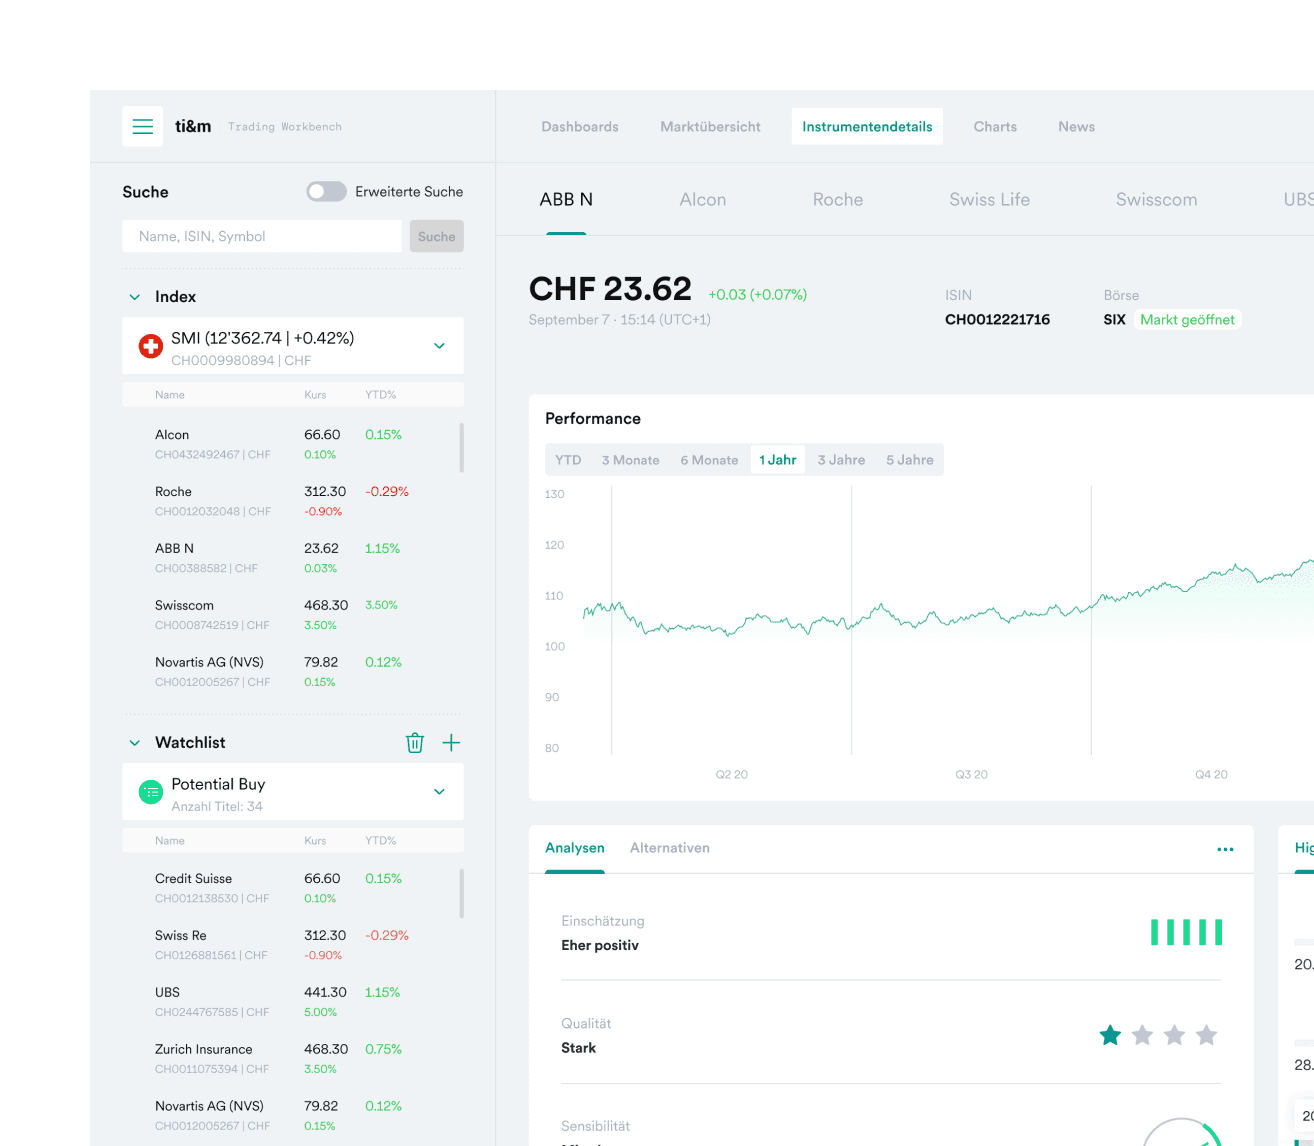 ti&m Trading Workbench
Dashboards Marktübersicht Instrumentendetails Charts News
Suche Erweiterte Suche
Name, ISIN, Symbol Suche
Index
SMI (12'362.74 | +0.42%)
CH0009980894 | CHF
Name Kurs YTD%
Alcon 66.60 0.15%
CH0432492467 | CHF 0.10%
Roche 312.30 -0.29%
CH0012032048 | CHF -0.90%
ABB N 23.62 1.15%
CH00388582 | CHF 0.03%
Swisscom 468.30 3.50%
CH0008742519 | CHF 3.50%
Novartis AG (NVS) 79.82 0.12%
CH0012005267 | CHF 0.15%
Watchlist
Potential Buy
Anzahl Titel: 34
Name Kurs YTD%
Credit Suisse 66.60 0.15%
CH0012138530 | CHF 0.10%
Swiss Re 312.30 -0.29%
CH0126881561 | CHF -0.90%
UBS 441.30 1.15%
CH0244767585 | CHF 5.00%
Zurich Insurance 468.30 0.75%
CH0011075394 | CHF 3.50%
Novartis AG (NVS) 79.82 0.12%
CH0012005267 | CHF 0.15%
ABB N Alcon Roche Swiss Life Swisscom UBS
CHF 23.62 +0.03 (+0.07%)
September 7 · 15:14 (UTC+1)
ISIN
CH0012221716
Börse
SIX Markt geöffnet
Performance
YTD 3 Monate 6 Monate 1 Jahr 3 Jahre 5 Jahre
130
120
110
100
90
80
Q2 20 Q3 20 Q4 20
Analysen Alternativen
Einschätzung
Eher positiv
Qualität
Stark
Sensibilität
20.
28.